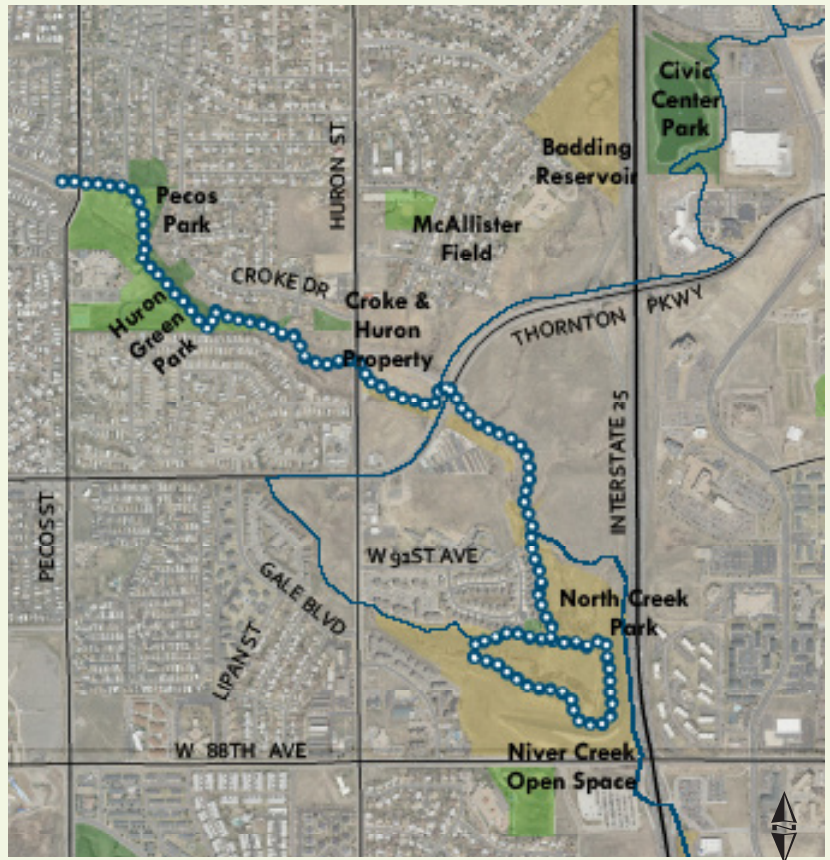 Civic
Center
Park
Badding
Reservoir
HURON ST
Pecos
Park
McAllister
Field
CROKE DR
Croke &
Huron
Property
Huron
Green
Park
THORNTON PKWY
INTERSTATE 25
PECOS ST
W 91ST AVE
GALE BLVD
North Creek
Park
LIPAN ST
W 88TH AVE
Niver Creek
Open Space
N